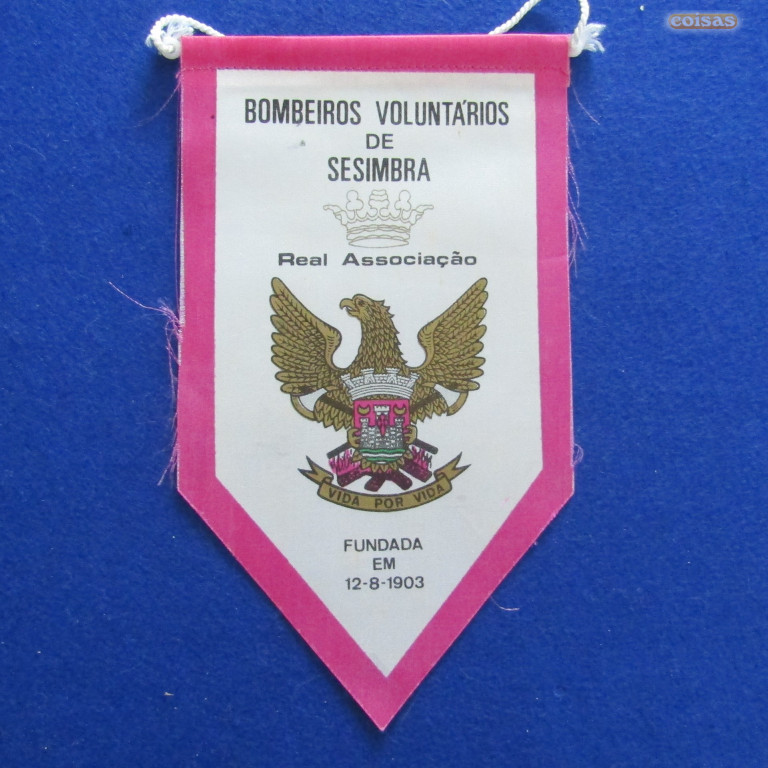 coisas
BOMBEIROS VOLUNTÁRIOS
DE
SESIMBRA
Real Associação
VIDA POR VIDA
FUNDADA
EM
12-8-1903